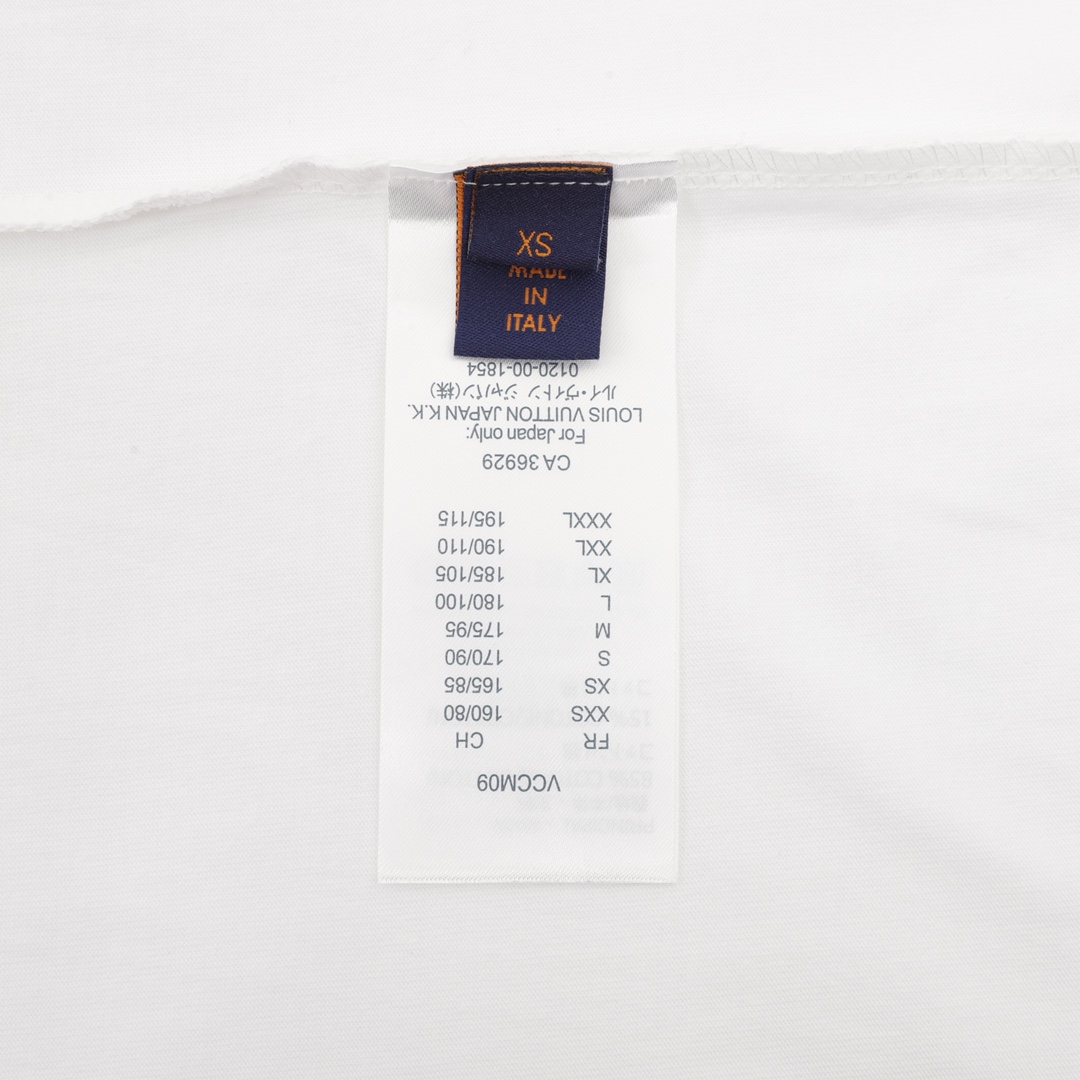 XS
MADE
IN
ITALY
VCCM09
FR CH
XXS 160/80
XS 165/85
S 170/90
M 175/95
L 180/100
XL 185/105
XXL 190/110
XXXL 195/115
CA 36929
For Japan only:
LOUIS VUITTON JAPAN K.K.
ルイ・ヴィトン ジャパン(株)
0120-00-1854